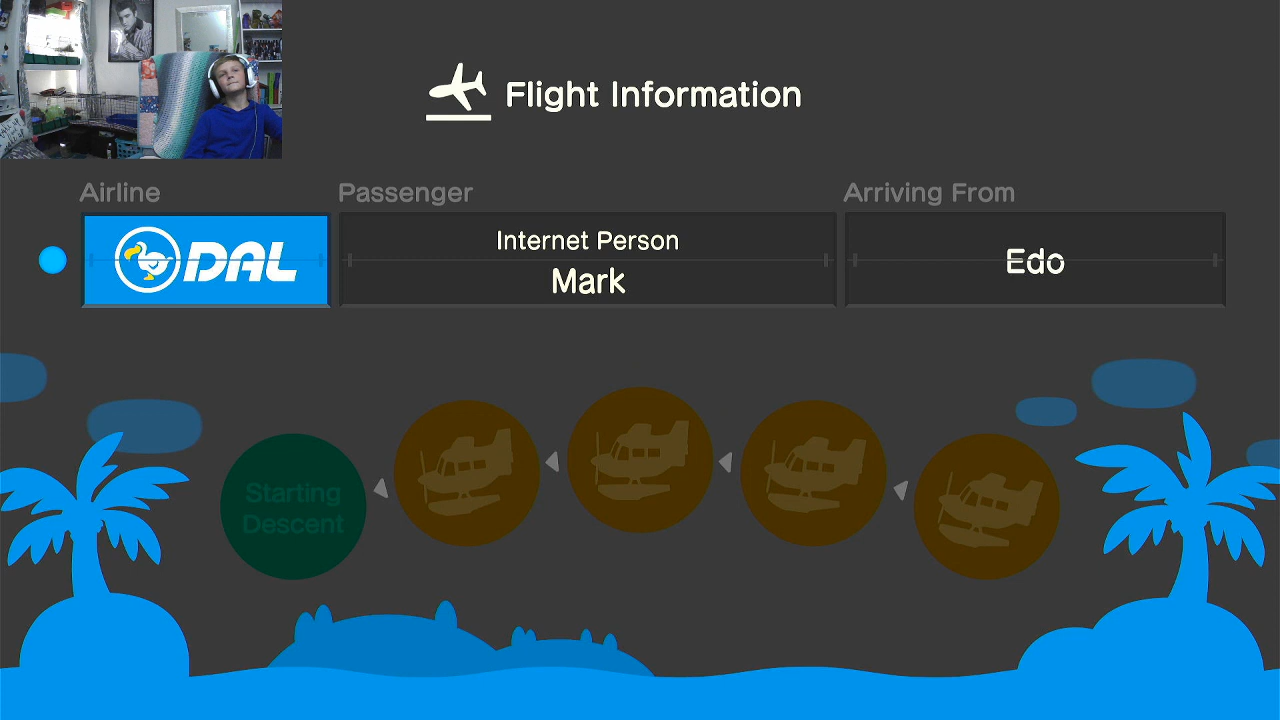 Flight Information
Airline
Passenger
Arriving From
DAL
Internet Person
Mark
Edo
Starting
Descent